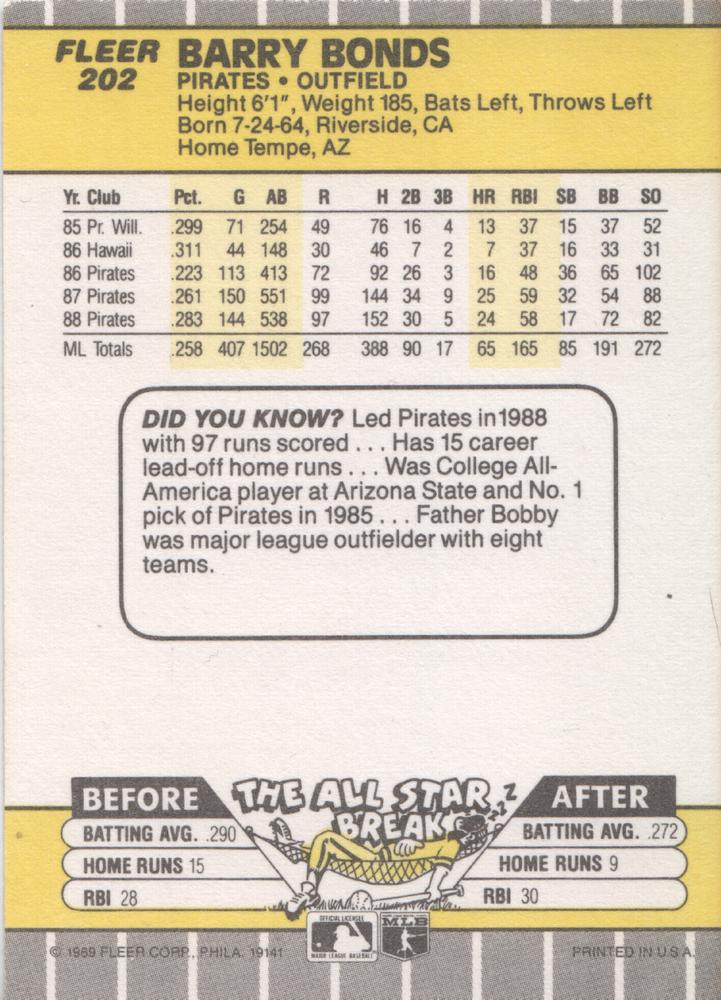 FLEER
202
BARRY BONDS
PIRATES • OUTFIELD
Height 6'1", Weight 185, Bats Left, Throws Left
Born 7-24-64, Riverside, CA
Home Tempe, AZ
Yr. Club Pct. G AB R H 2B 3B HR RBI SB BB SO
85 Pr. Will. .299 71 254 49 76 16 4 13 37 15 37 52
86 Hawaii .311 44 148 30 46 7 2 7 37 16 33 31
86 Pirates .223 113 413 72 92 26 3 16 48 36 65 102
87 Pirates .261 150 551 99 144 34 9 25 59 32 54 88
88 Pirates .283 144 538 97 152 30 5 24 58 17 72 82
ML Totals .258 407 1502 268 388 90 17 65 165 85 191 272
DID YOU KNOW? Led Pirates in 1988
with 97 runs scored . . . Has 15 career
lead-off home runs . . . Was College All-
America player at Arizona State and No. 1
pick of Pirates in 1985 . . . Father Bobby
was major league outfielder with eight
teams.
THE ALL STAR
BREAK
zzZ
BEFORE
BATTING AVG. .290
HOME RUNS 15
RBI 28
AFTER
BATTING AVG. .272
HOME RUNS 9
RBI 30
OFFICIAL LICENSEE
MAJOR LEAGUE BASEBALL
MLB
© 1989 FLEER CORP., PHILA. 19141
PRINTED IN U.S.A.